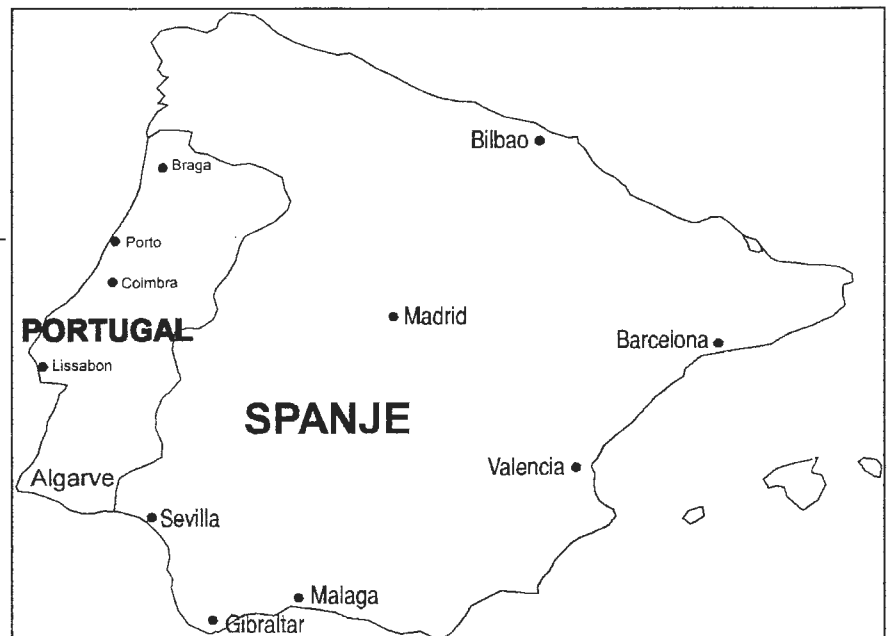 Bilbao
Braga
Porto
Coimbra
Madrid
PORTUGAL
Barcelona
Lissabon
SPANJE
Valencia
Algarve
Sevilla
Malaga
Gibraltar